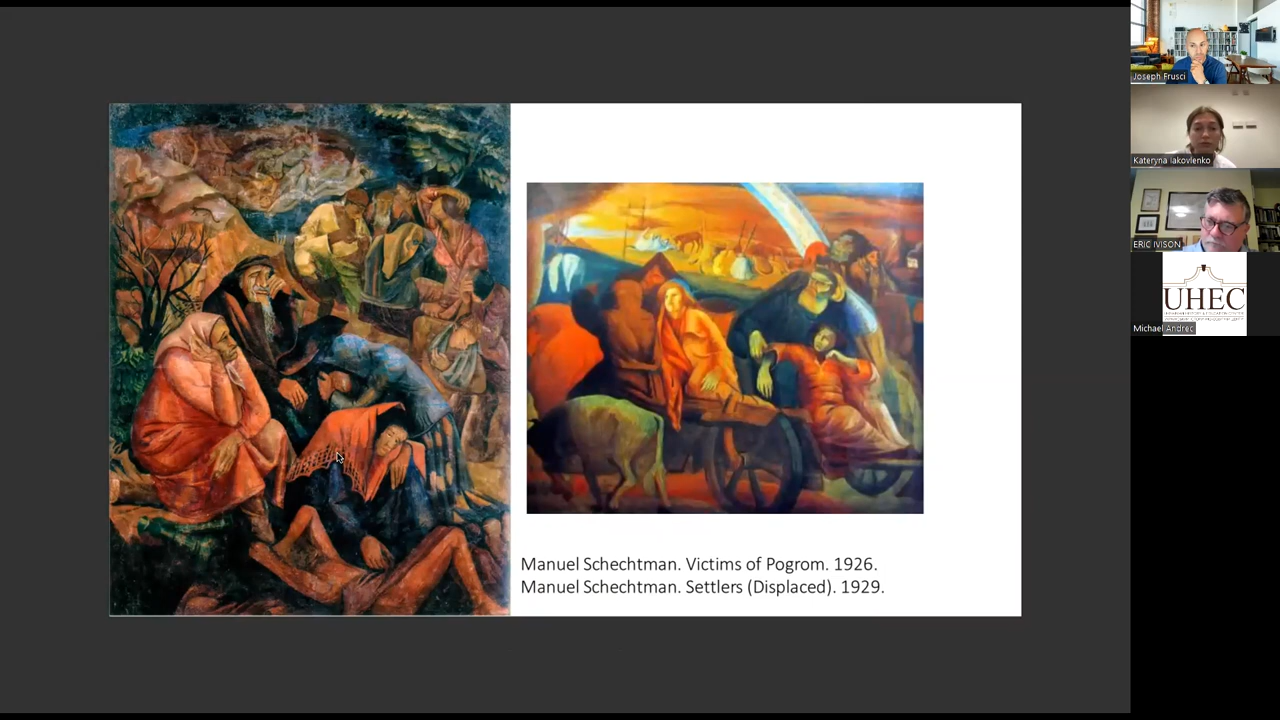 Manuel Schechtman. Victims of Pogrom. 1926.
Manuel Schechtman. Settlers (Displaced). 1929.
Joseph Frusci
Kateryna Iakovlenko
ERIC IVISON
UHEC
Michael Andrec